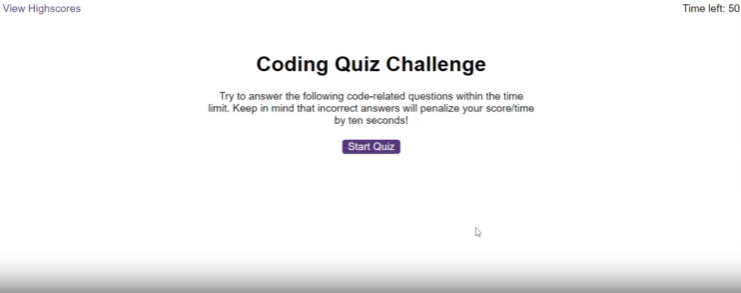 View Highscores
Time left: 50
Coding Quiz Challenge
Try to answer the following code-related questions within the time
limit. Keep in mind that incorrect answers will penalize your score/time
by ten seconds!
Start Quiz